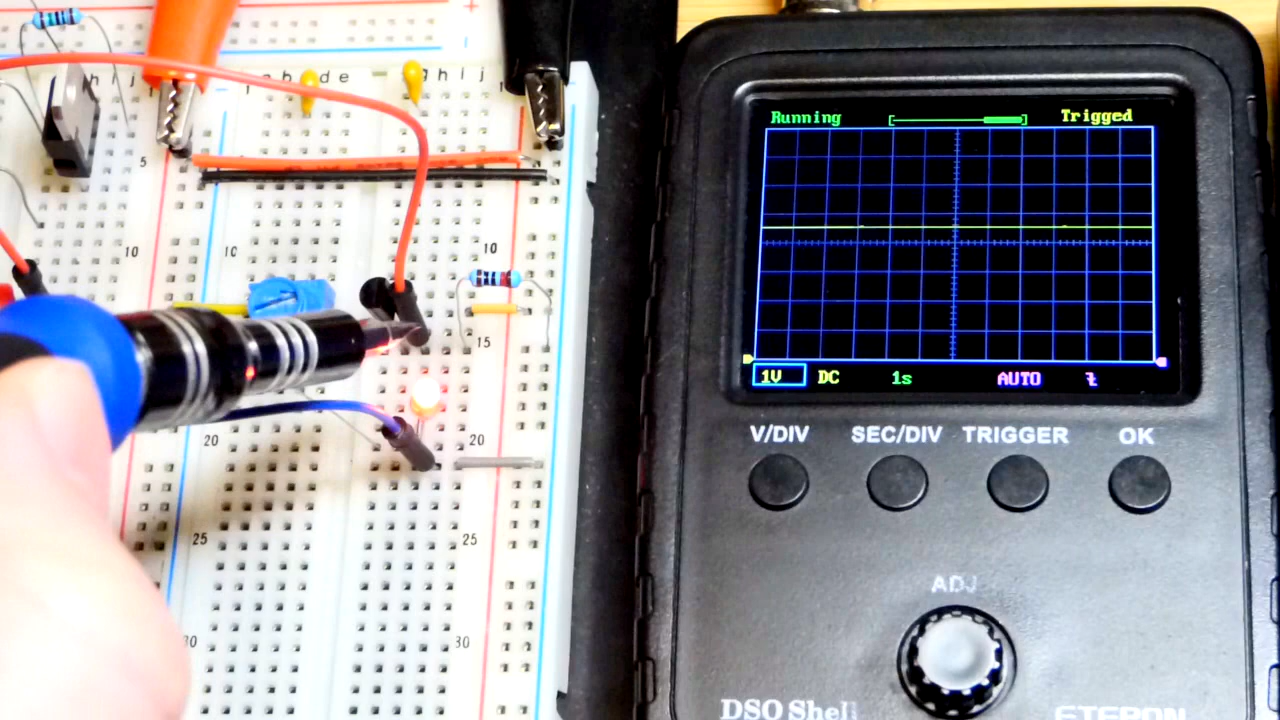 Running
Trigged
1V DC 1s AUTO
V/DIV SEC/DIV TRIGGER OK
ADJ
DSO Shell
h d e g h i j
5
10 10 10
15
20 20
25 25
30 30